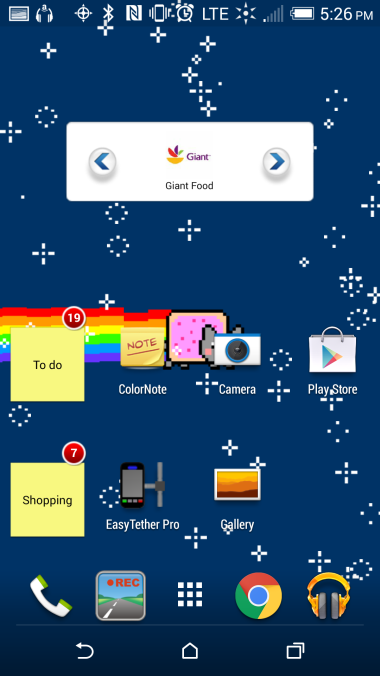 LTE 5:26 PM
Giant
Giant Food
19
To do
NOTE
ColorNote
Camera
Play Store
7
Shopping
EasyTether Pro
Gallery
REC